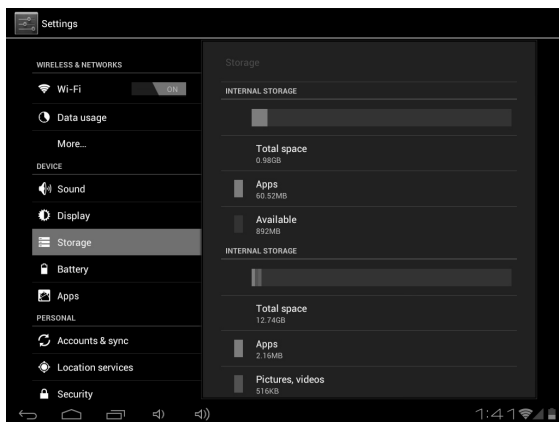 Settings
WIRELESS & NETWORKS
Wi-Fi
ON
Data usage
More...
DEVICE
Sound
Display
Storage
Battery
Apps
PERSONAL
Accounts & sync
Location services
Security
Storage
INTERNAL STORAGE
Total space
0.98GB
Apps
60.52MB
Available
892MB
INTERNAL STORAGE
Total space
12.74GB
Apps
2.16MB
Pictures, videos
516KB
1:41